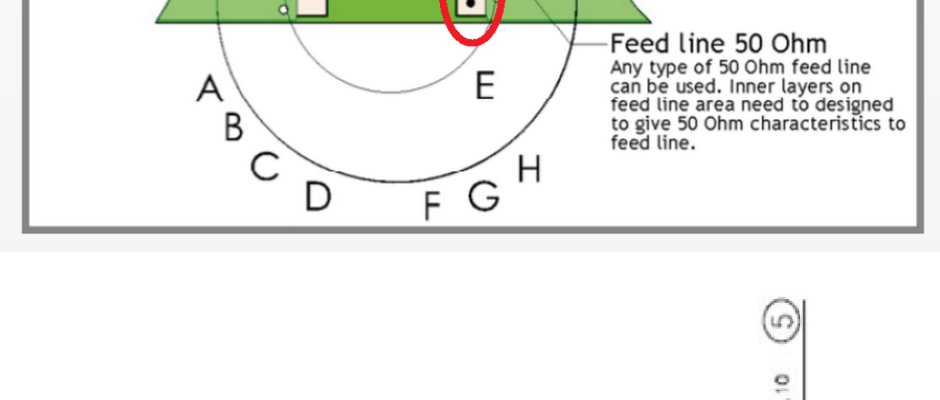 Feed line 50 Ohm
Any type of 50 Ohm feed line
can be used. Inner layers on
feed line area need to designed
to give 50 Ohm characteristics to
feed line.
A
B
C
D
E
F
G
H
5
10